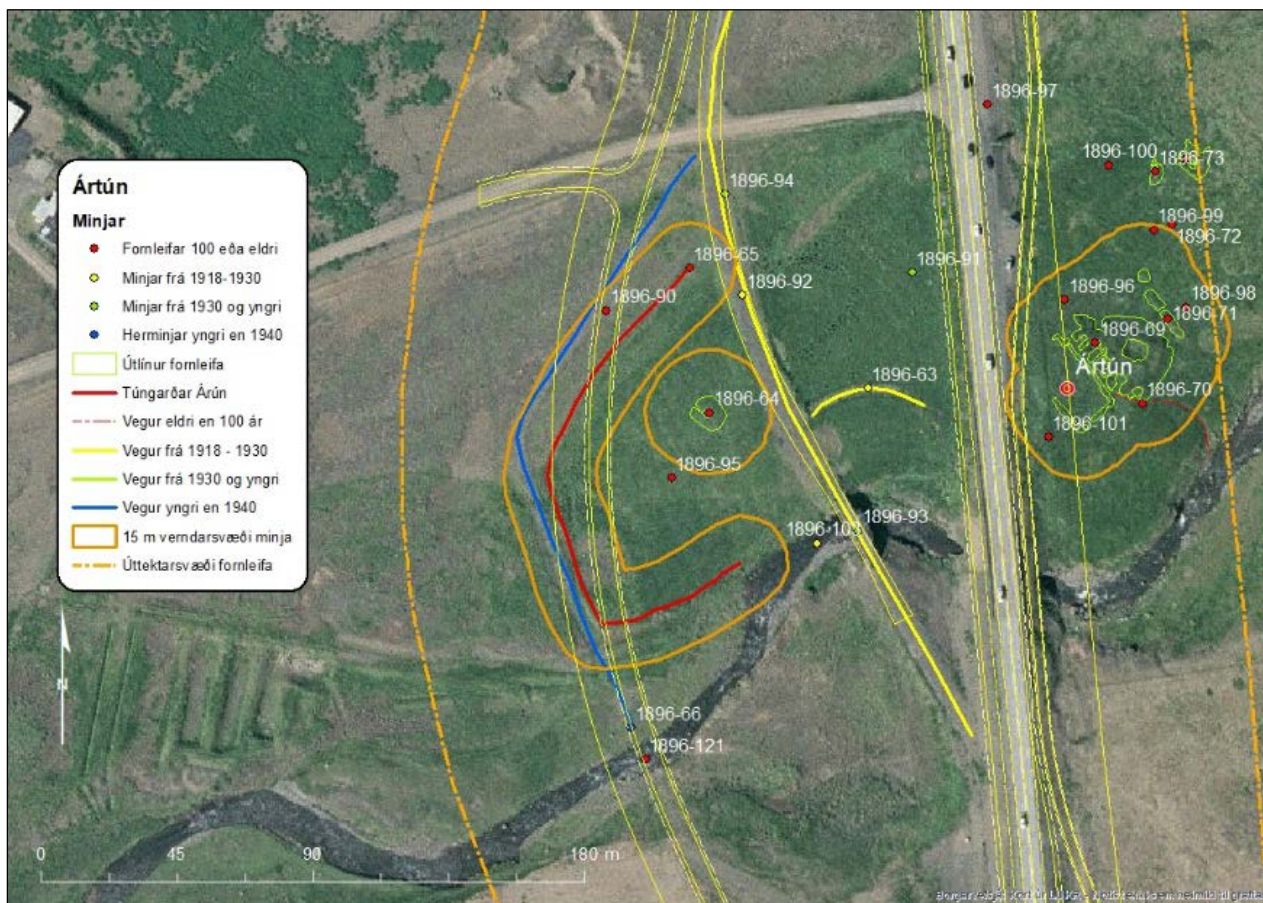 Ártún
Minjar
Fornleifar 100 eða eldri
Minjar frá 1918-1930
Minjar frá 1930 og yngri
Herminjar yngri en 1940
Útlínur fornleifa
Túngarðar Árún
Vegur eldri en 100 ár
Vegur frá 1918 - 1930
Vegur frá 1930 og yngri
Vegur yngri en 1940
15 m verndarsvæði minja
Úttektarsvæði fornleifa
1896-97
1896-100
1896-73
1896-94
1896-99
1896-72
1896-65
1896-91
1896-92
1896-90
1896-96
1896-98
1896-71
1896-69
Ártún
1896-63
1896-64
1896-70
1896-101
1896-95
1896-93
1896-103
1896-66
1896-121
N
0 45 90 180 m